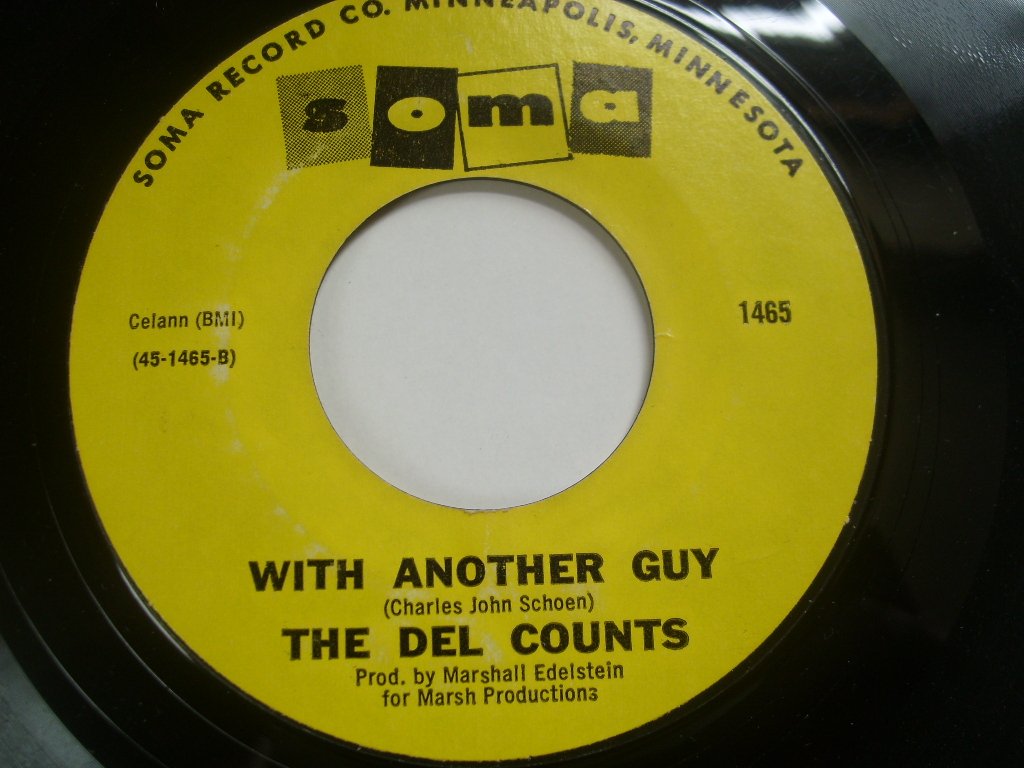 SOMA RECORD CO. MINNEAPOLIS, MINNESOTA
soma
Celann (BMI)
(45-1465-B)
1465
WITH ANOTHER GUY
(Charles John Schoen)
THE DEL COUNTS
Prod. by Marshall Edelstein
for Marsh Productions